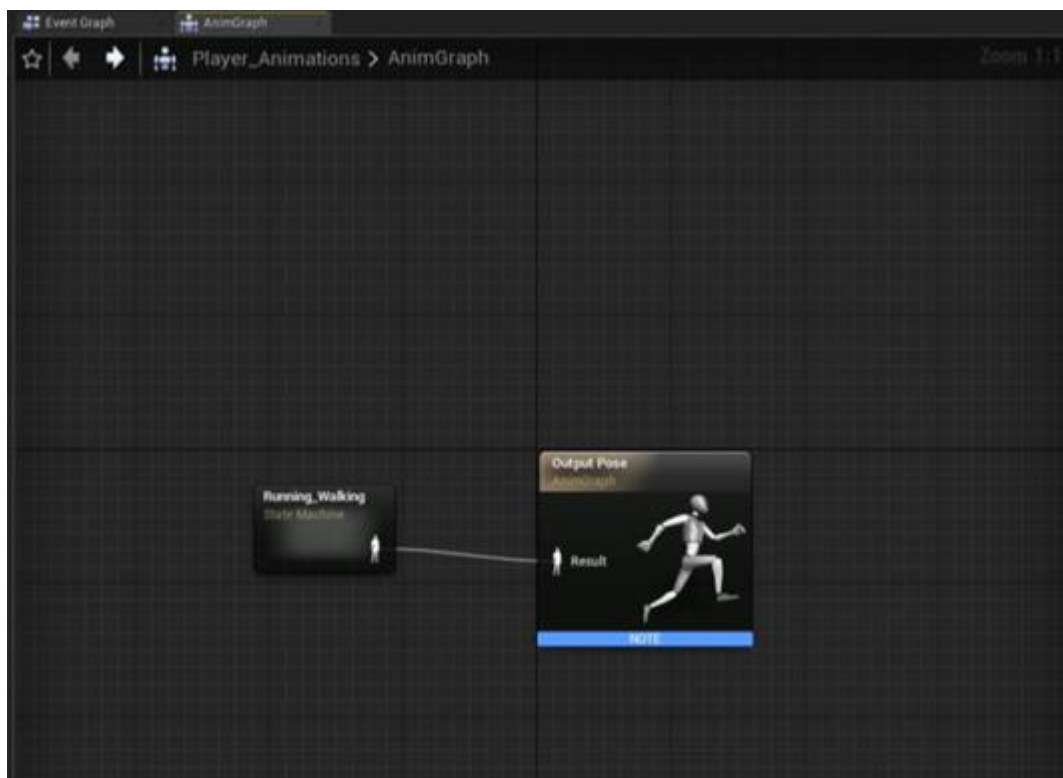 Event Graph
AnimGraph
Player_Animations > AnimGraph
Zoom 1:1
Output Pose
AnimGraph
Running_Walking
State Machine
Result
NOTE